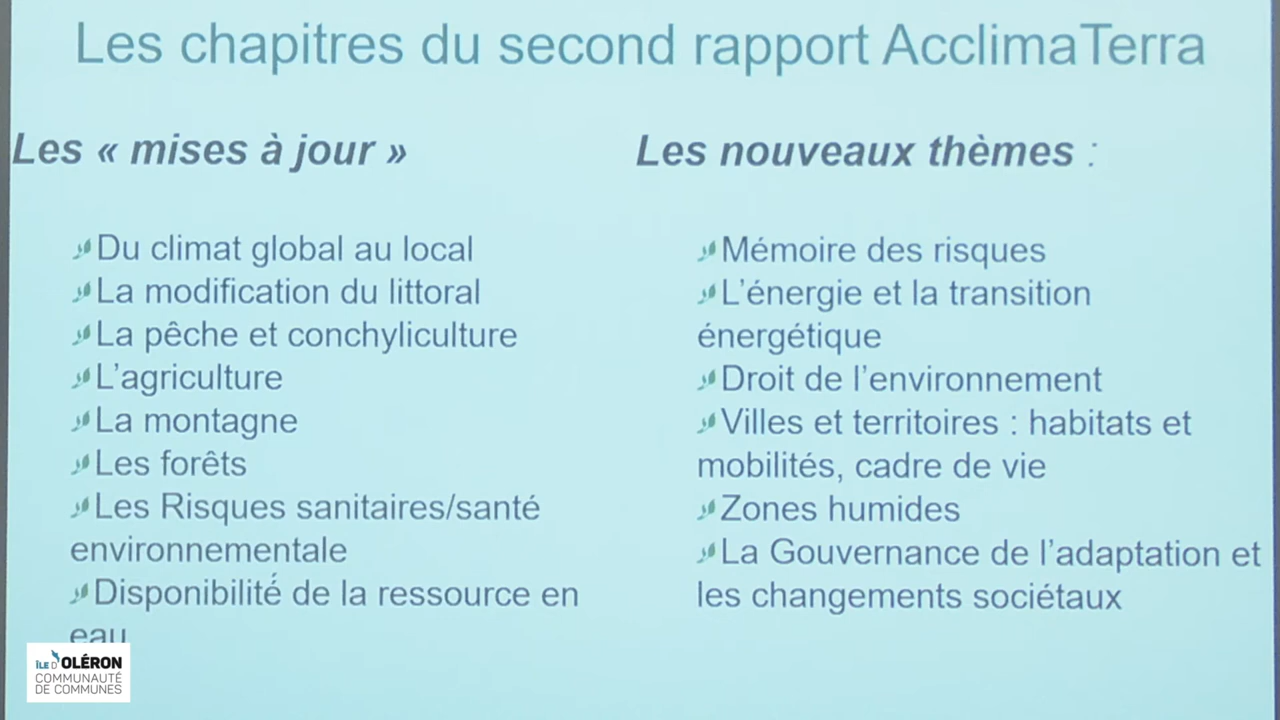 Les chapitres du second rapport AcclimaTerra
Les « mises à jour »
Du climat global au local
La modification du littoral
La pêche et conchyliculture
L'agriculture
La montagne
Les forêts
Les Risques sanitaires/santé
environnementale
Disponibilité de la ressource en
eau
Les nouveaux thèmes :
Mémoire des risques
L'énergie et la transition
énergétique
Droit de l'environnement
Villes et territoires : habitats et
mobilités, cadre de vie
Zones humides
La Gouvernance de l'adaptation et
les changements sociétaux
ÎLE D'OLÉRON
COMMUNAUTÉ
DE COMMUNES